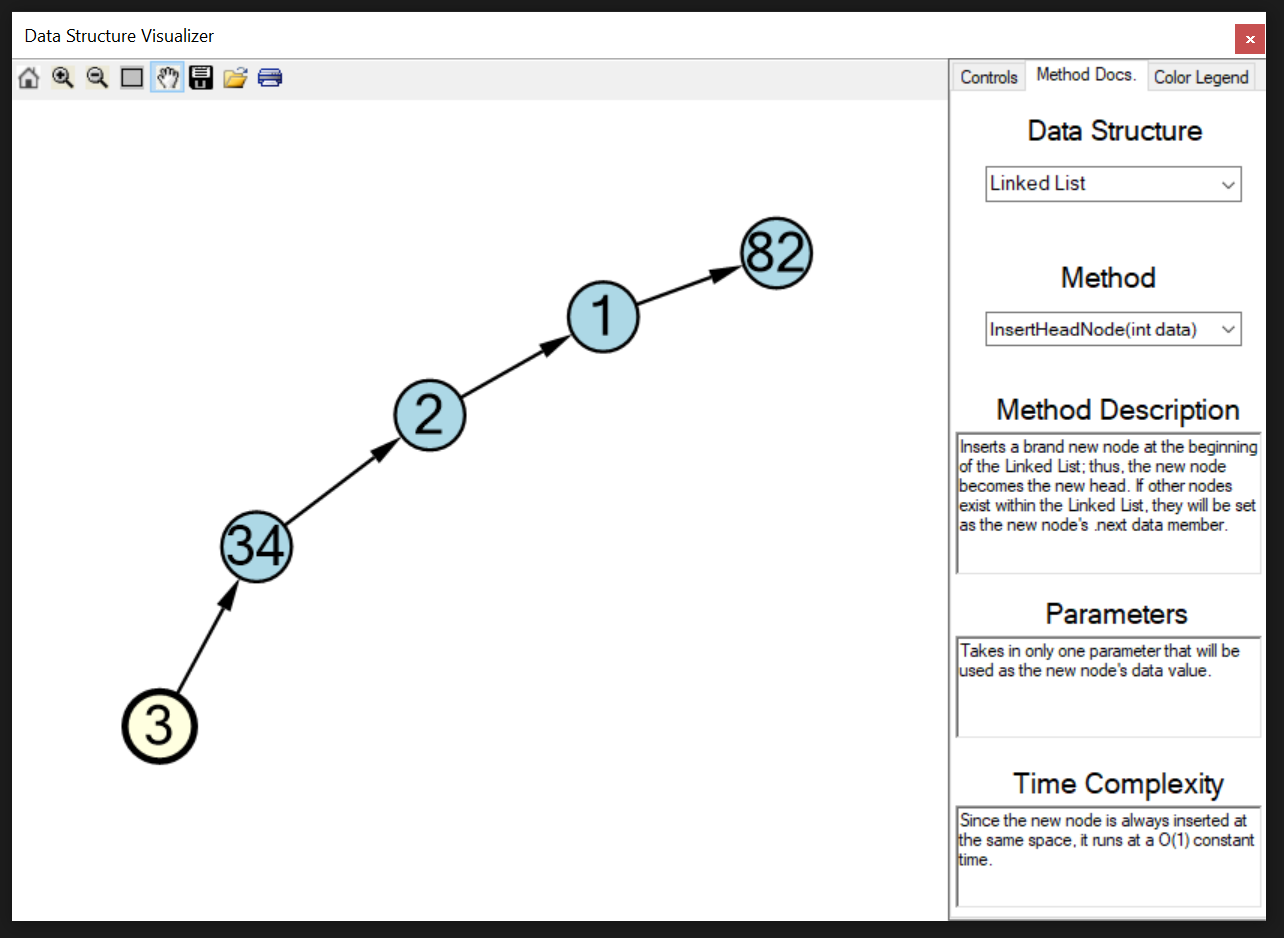 Data Structure Visualizer
Controls
Method Docs.
Color Legend
Data Structure
Linked List
Method
InsertHeadNode(int data)
Method Description
Inserts a brand new node at the beginning
of the Linked List; thus, the new node
becomes the new head. If other nodes
exist within the Linked List, they will be set
as the new node's .next data member.
Parameters
Takes in only one parameter that will be
used as the new node's data value.
Time Complexity
Since the new node is always inserted at
the same space, it runs at a O(1) constant
time.
82
1
2
34
3